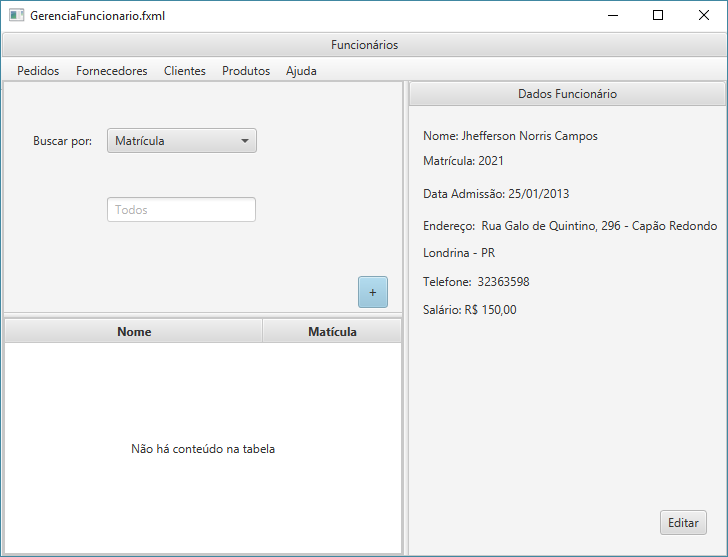 GerenciaFuncionario.fxml
Funcionários
Pedidos Fornecedores Clientes Produtos Ajuda
Buscar por: Matrícula
Todos
+
Nome Matícula
Não há conteúdo na tabela
Dados Funcionário
Nome: Jhefferson Norris Campos
Matrícula: 2021
Data Admissão: 25/01/2013
Endereço: Rua Galo de Quintino, 296 - Capão Redondo
Londrina - PR
Telefone: 32363598
Salário: R$ 150,00
Editar